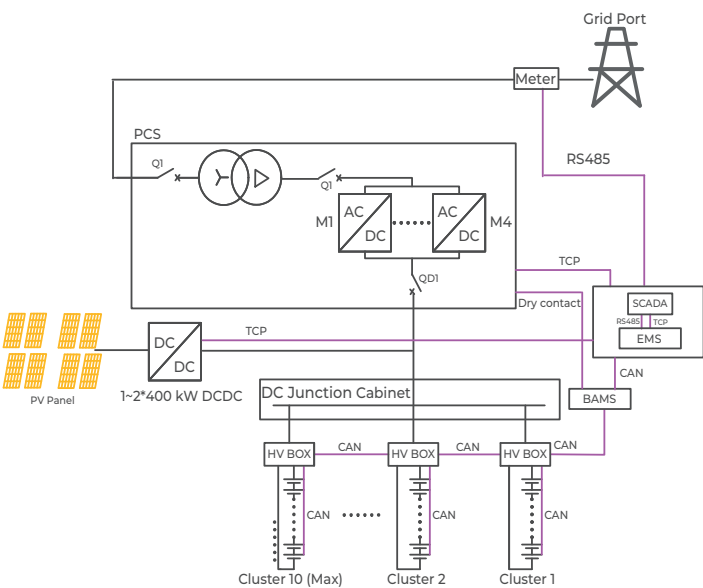 Grid Port
Meter
PCS
RS485
Q1
Q1
M1
AC
DC
AC
DC
M4
QD1
TCP
Dry contact
SCADA
RS485
TCP
EMS
TCP
DC
DC
CAN
PV Panel
1~2*400 kW DCDC
DC Junction Cabinet
BAMS
HV BOX
CAN
HV BOX
CAN
HV BOX
CAN
CAN
CAN
CAN
Cluster 10 (Max)
Cluster 2
Cluster 1